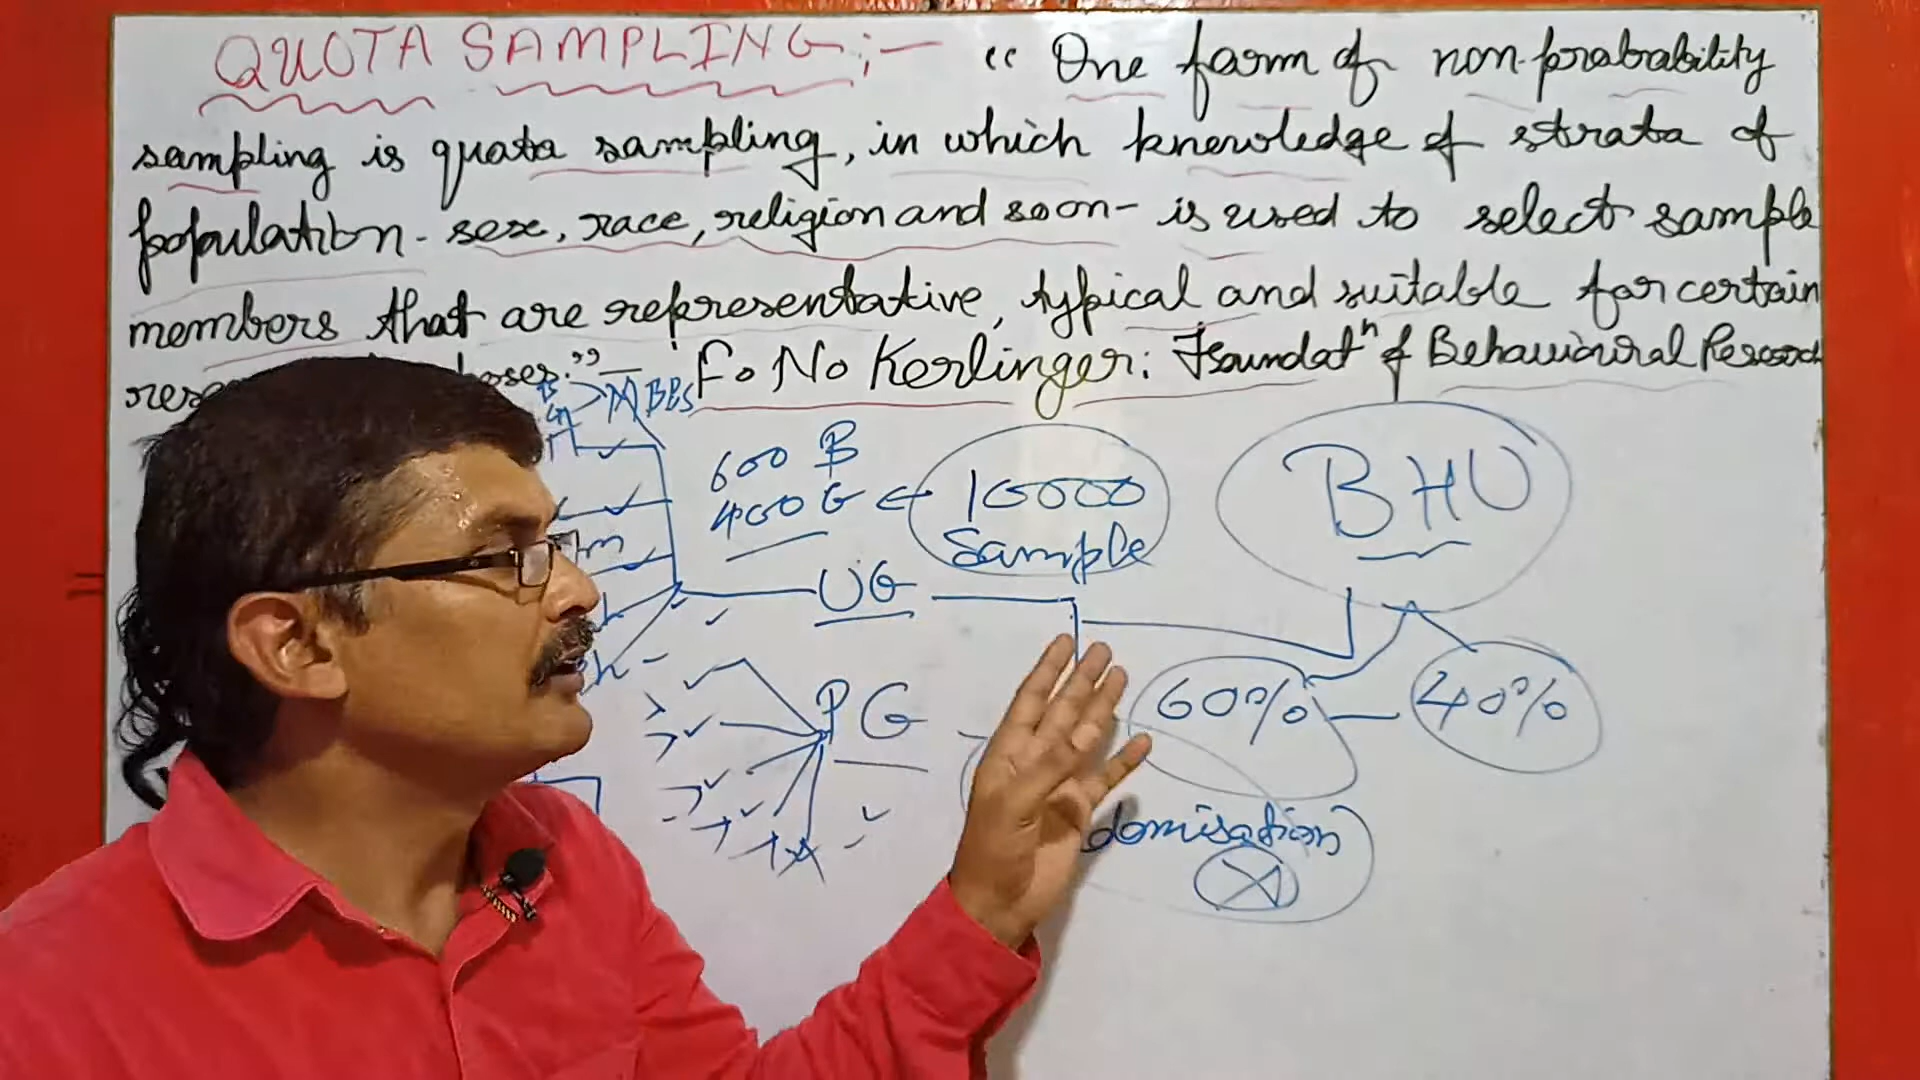 QUOTA SAMPLING:— “ One form of non-probability
sampling is quota sampling, in which knowledge of strata of
population - sex, race, religion and so on - is used to select sample
members that are representative, typical and suitable for certain
F. N. Kerlinger: Foundatn of Behavioural Research
MBBS
600 B
400 G ← 10000
Sample
BHU
UG
PG
60% — 40%
domisation